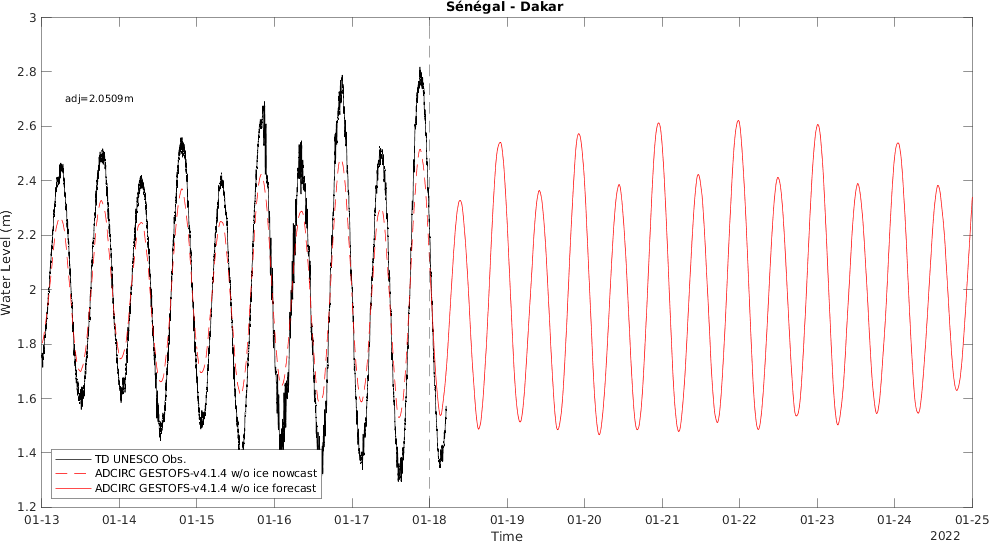 Sénégal - Dakar
3
2.8
adj=2.0509m
2.6
2.4
2.2
Water Level (m)
2
1.8
1.6
1.4
TD UNESCO Obs.
ADCIRC GESTOFS-v4.1.4 w/o ice nowcast
ADCIRC GESTOFS-v4.1.4 w/o ice forecast
1.2
01-13 01-14 01-15 01-16 01-17 01-18 01-19 01-20 01-21 01-22 01-23 01-24 01-25
Time 2022